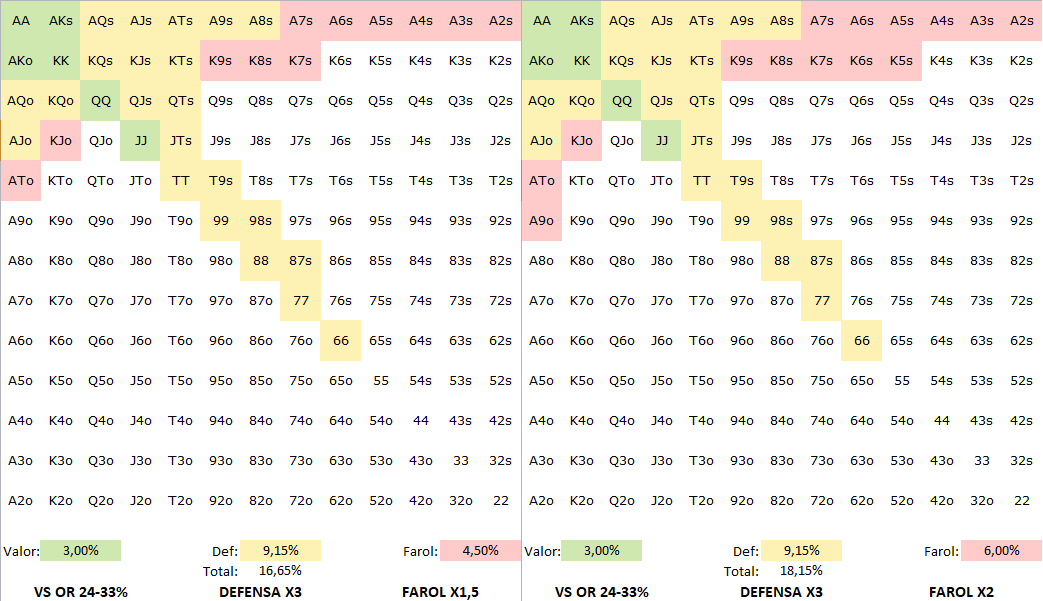 AA AKs AQs AJs ATs A9s A8s A7s A6s A5s A4s A3s A2s AA AKs AQs AJs ATs A9s A8s A7s A6s A5s A4s A3s A2s
AKo KK KQs KJs KTs K9s K8s K7s K6s K5s K4s K3s K2s AKo KK KQs KJs KTs K9s K8s K7s K6s K5s K4s K3s K2s
AQo KQo QQ QJs QTs Q9s Q8s Q7s Q6s Q5s Q4s Q3s Q2s AQo KQo QQ QJs QTs Q9s Q8s Q7s Q6s Q5s Q4s Q3s Q2s
AJo KJo QJo JJ JTs J9s J8s J7s J6s J5s J4s J3s J2s AJo KJo QJo JJ JTs J9s J8s J7s J6s J5s J4s J3s J2s
ATo KTo QTo JTo TT T9s T8s T7s T6s T5s T4s T3s T2s ATo KTo QTo JTo TT T9s T8s T7s T6s T5s T4s T3s T2s
A9o K9o Q9o J9o T9o 99 98s 97s 96s 95s 94s 93s 92s A9o K9o Q9o J9o T9o 99 98s 97s 96s 95s 94s 93s 92s
A8o K8o Q8o J8o T8o 98o 88 87s 86s 85s 84s 83s 82s A8o K8o Q8o J8o T8o 98o 88 87s 86s 85s 84s 83s 82s
A7o K7o Q7o J7o T7o 97o 87o 77 76s 75s 74s 73s 72s A7o K7o Q7o J7o T7o 97o 87o 77 76s 75s 74s 73s 72s
A6o K6o Q6o J6o T6o 96o 86o 76o 66 65s 64s 63s 62s A6o K6o Q6o J6o T6o 96o 86o 76o 66 65s 64s 63s 62s
A5o K5o Q5o J5o T5o 95o 85o 75o 65o 55 54s 53s 52s A5o K5o Q5o J5o T5o 95o 85o 75o 65o 55 54s 53s 52s
A4o K4o Q4o J4o T4o 94o 84o 74o 64o 54o 44 43s 42s A4o K4o Q4o J4o T4o 94o 84o 74o 64o 54o 44 43s 42s
A3o K3o Q3o J3o T3o 93o 83o 73o 63o 53o 43o 33 32s A3o K3o Q3o J3o T3o 93o 83o 73o 63o 53o 43o 33 32s
A2o K2o Q2o J2o T2o 92o 82o 72o 62o 52o 42o 32o 22 A2o K2o Q2o J2o T2o 92o 82o 72o 62o 52o 42o 32o 22
Valor: 3,00% Def: 9,15% Farol: 4,50% Valor: 3,00% Def: 9,15% Farol: 6,00%
Total: 16,65% Total: 18,15%
VS OR 24-33% DEFENSA X3 FAROL X1,5 VS OR 24-33% DEFENSA X3 FAROL X2